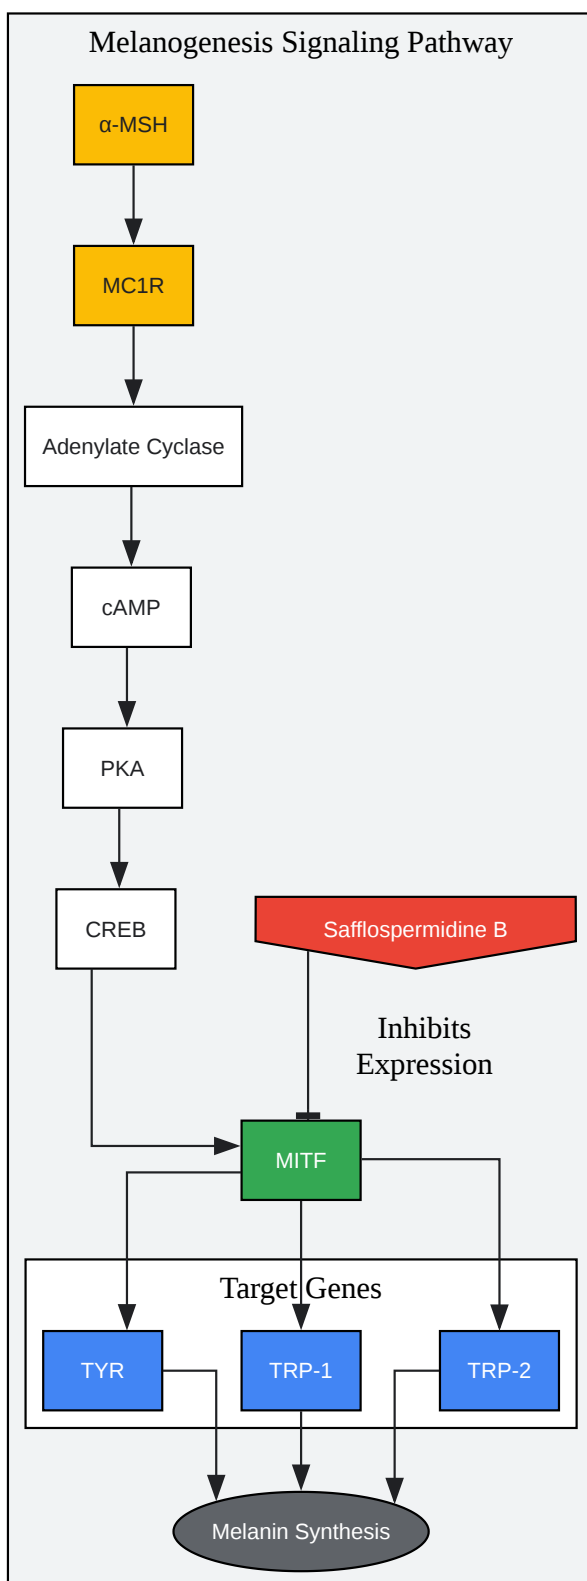 Melanogenesis Signaling Pathway
α-MSH
MC1R
Adenylate Cyclase
cAMP
PKA
CREB
Safflospermidine B
Inhibits
Expression
MITF
Target Genes
TYR
TRP-1
TRP-2
Melanin Synthesis